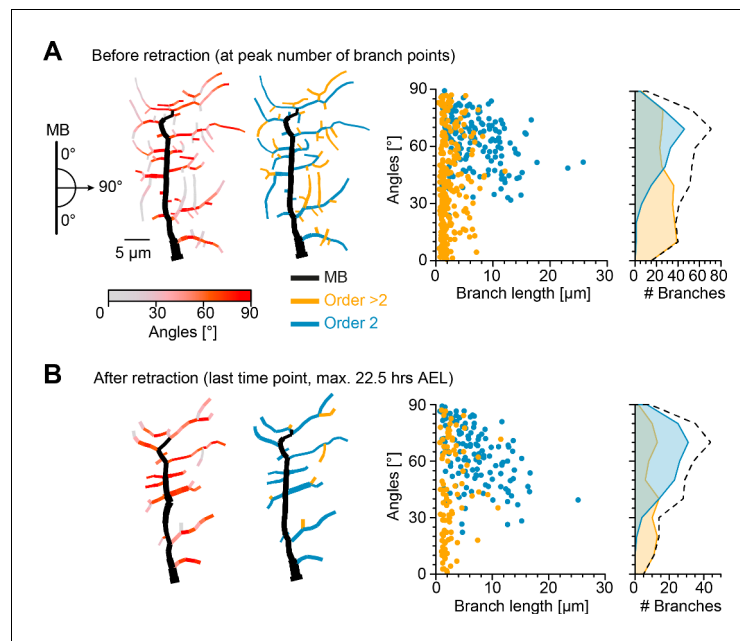 A Before retraction (at peak number of branch points)
MB
0°
90°
0°
5 µm
MB
Order >2
Order 2
0 30 60 90
Angles [°]
90
60
30
0
Angles [°]
0 10 20 30
Branch length [µm]
0 20 40 60 80
# Branches
B After retraction (last time point, max. 22.5 hrs AEL)
90
60
30
0
Angles [°]
0 10 20 30
Branch length [µm]
0 20 40
# Branches